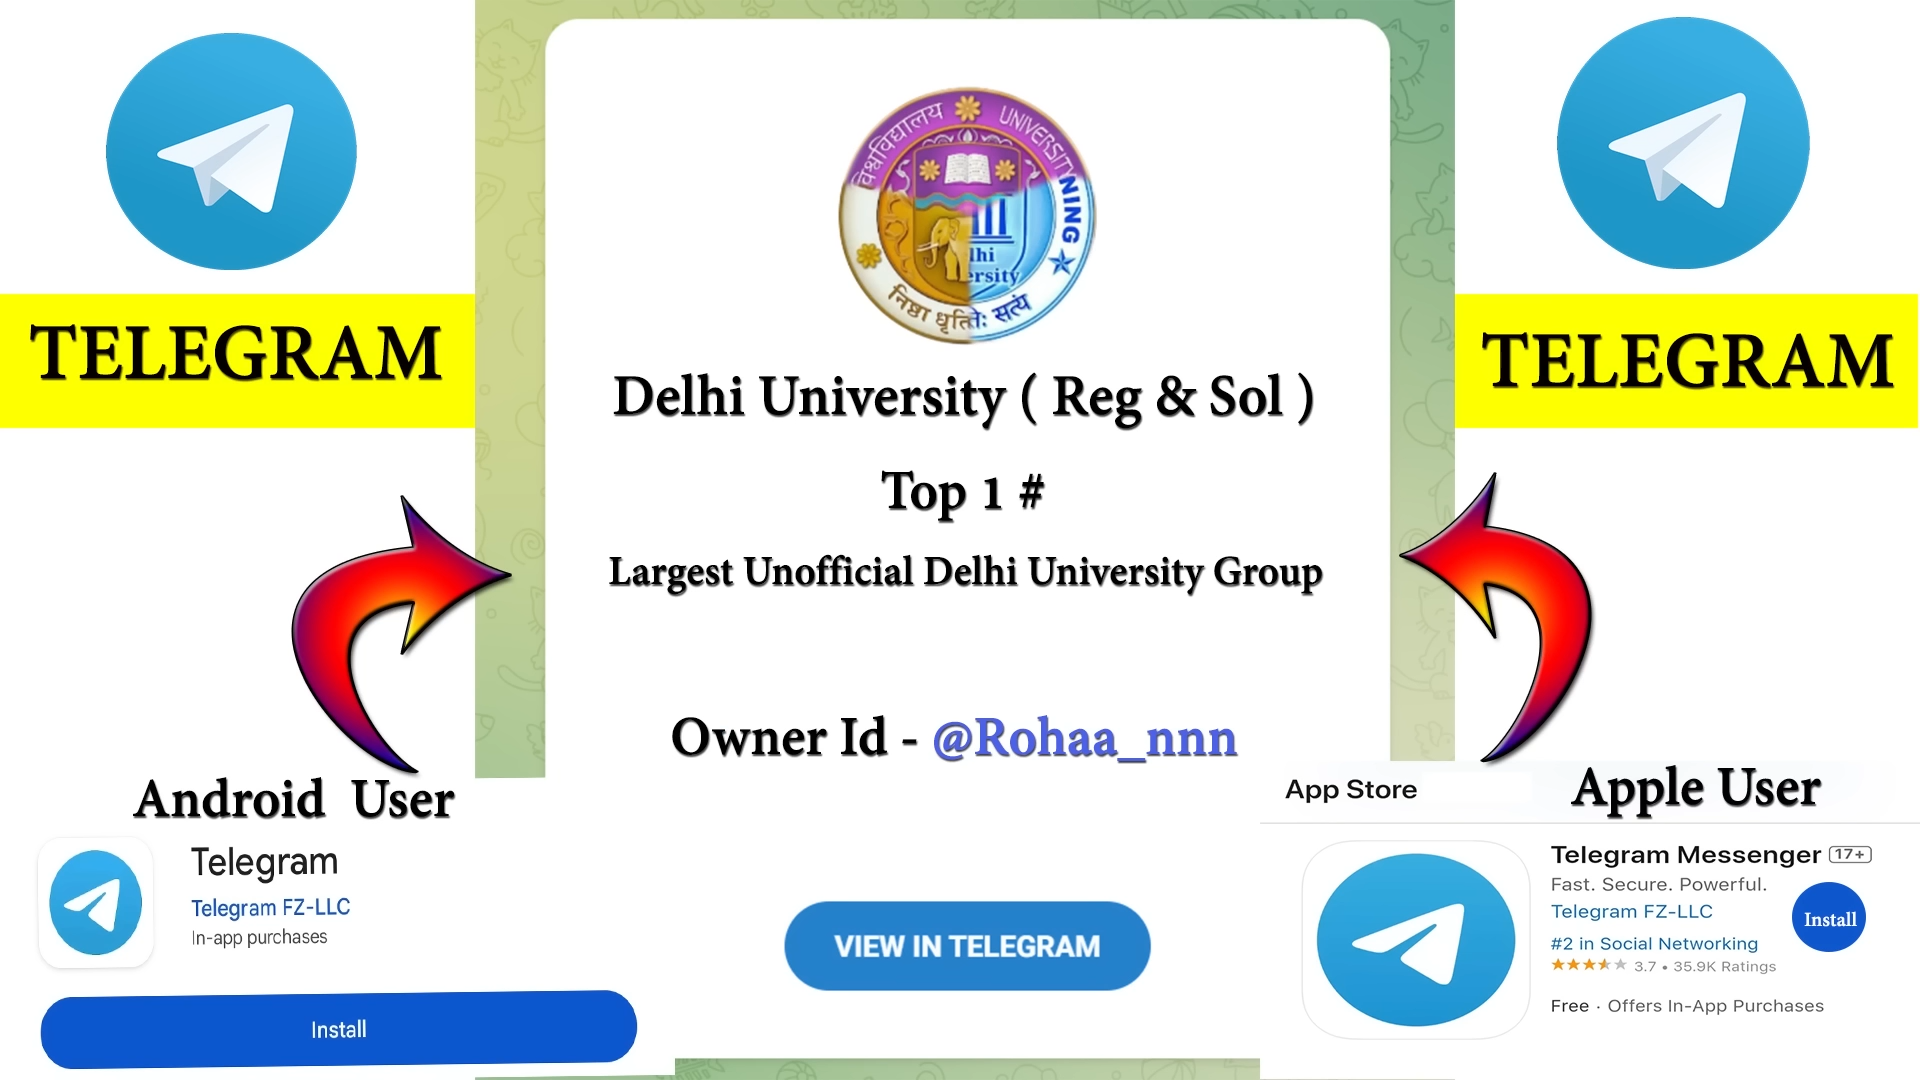 विश्वविद्यालय UNIVERSITY
NING
lhi
ersity
निष्ठा धृतिः सत्यं
TELEGRAM
TELEGRAM
Delhi University ( Reg & Sol )
Top 1 #
Largest Unofficial Delhi University Group
Owner Id - @Rohaa_nnn
VIEW IN TELEGRAM
Android User
Telegram
Telegram FZ-LLC
In-app purchases
Install
App Store
Apple User
Telegram Messenger 17+
Fast. Secure. Powerful.
Telegram FZ-LLC
Install
#2 in Social Networking
3.7 • 35.9K Ratings
Free · Offers In-App Purchases